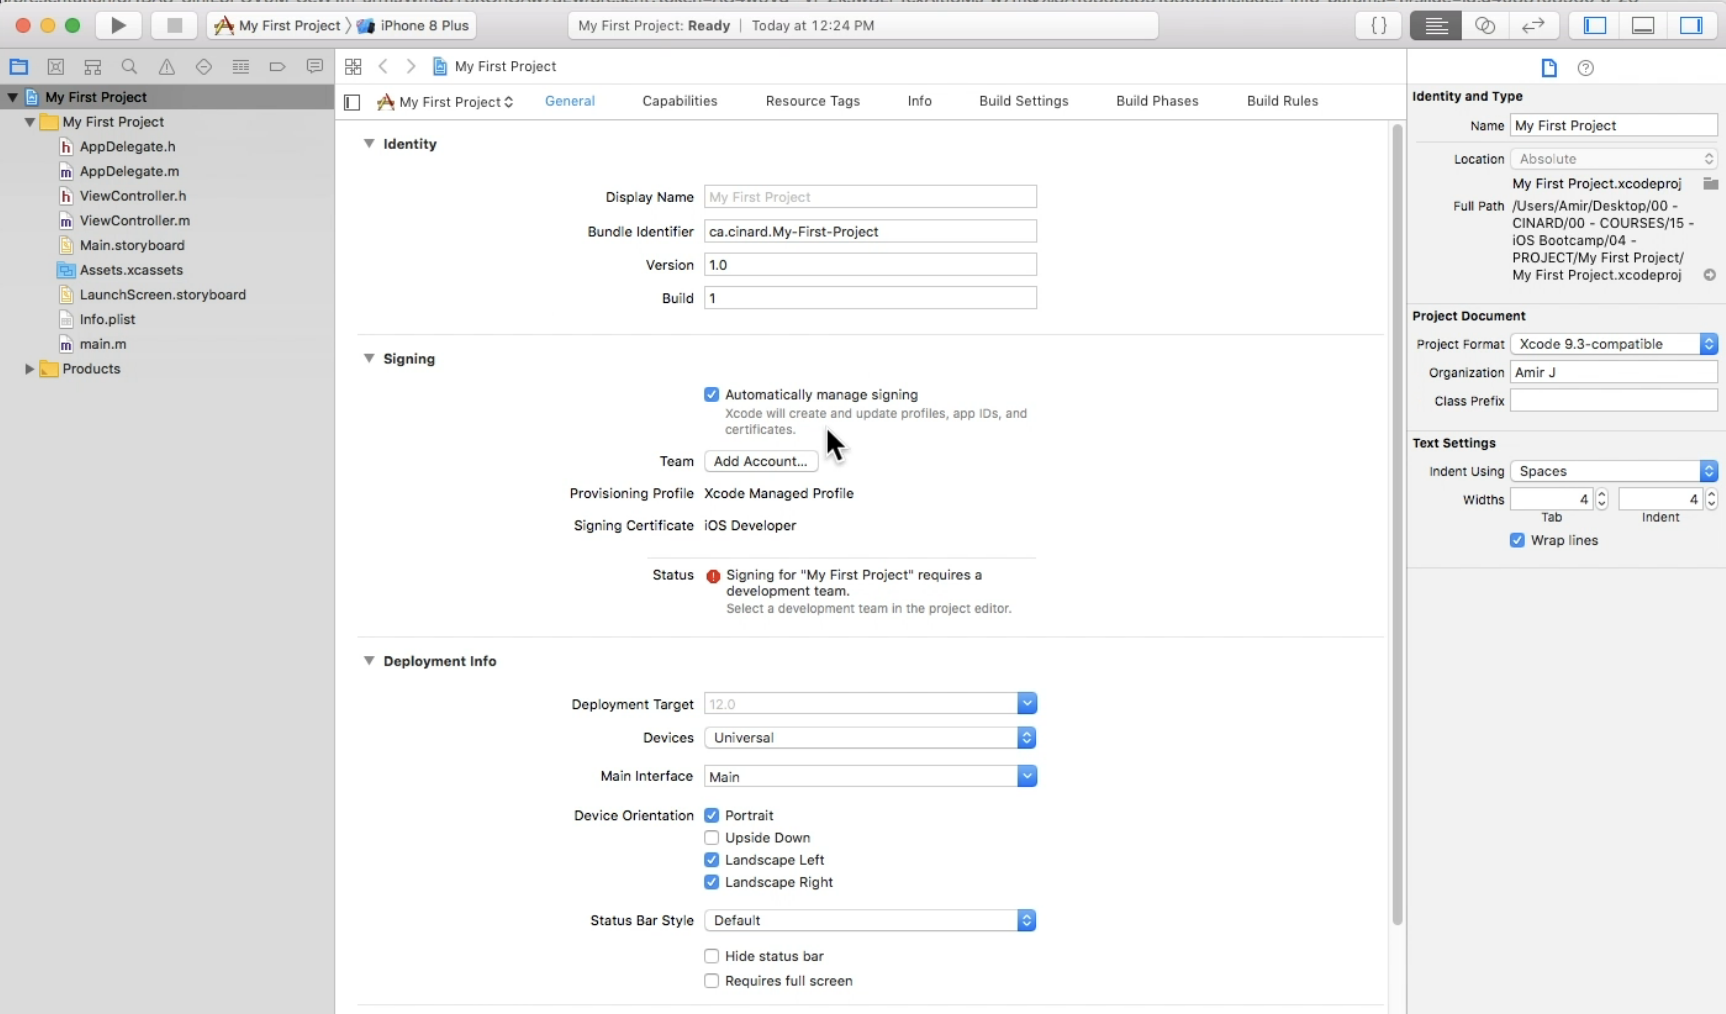 My First Project
iPhone 8 Plus
My First Project: Ready | Today at 12:24 PM
{ }
My First Project
My First Project
General
Capabilities
Resource Tags
Info
Build Settings
Build Phases
Build Rules
My First Project
My First Project
h AppDelegate.h
m AppDelegate.m
h ViewController.h
m ViewController.m
Main.storyboard
Assets.xcassets
LaunchScreen.storyboard
Info.plist
m main.m
Products
Identity
Display Name My First Project
Bundle Identifier ca.cinard.My-First-Project
Version 1.0
Build 1
Signing
Automatically manage signing
Xcode will create and update profiles, app IDs, and
certificates.
Team Add Account...
Provisioning Profile Xcode Managed Profile
Signing Certificate iOS Developer
Status Signing for "My First Project" requires a
development team.
Select a development team in the project editor.
Deployment Info
Deployment Target 12.0
Devices Universal
Main Interface Main
Device Orientation Portrait
Upside Down
Landscape Left
Landscape Right
Status Bar Style Default
Hide status bar
Requires full screen
Identity and Type
Name My First Project
Location Absolute
My First Project.xcodeproj
Full Path /Users/Amir/Desktop/00 -
CINARD/00 - COURSES/15 -
iOS Bootcamp/04 -
PROJECT/My First Project/
My First Project.xcodeproj
Project Document
Project Format Xcode 9.3-compatible
Organization Amir J
Class Prefix
Text Settings
Indent Using Spaces
Widths 4 4
Tab Indent
Wrap lines